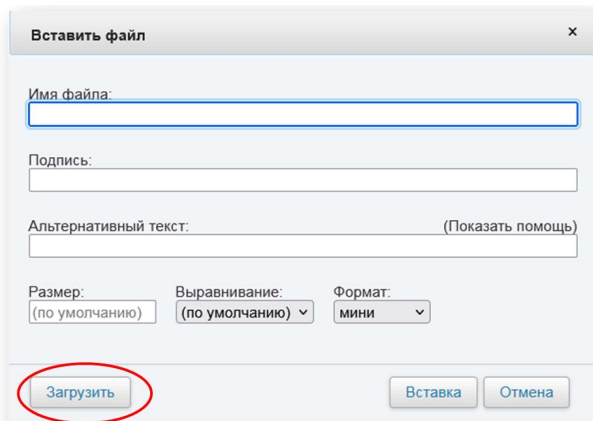 Вставить файл ×
Имя файла:
Подпись:
Альтернативный текст: (Показать помощь)
Размер: Выравнивание: Формат:
(по умолчанию) (по умолчанию) мини
Загрузить Вставка Отмена